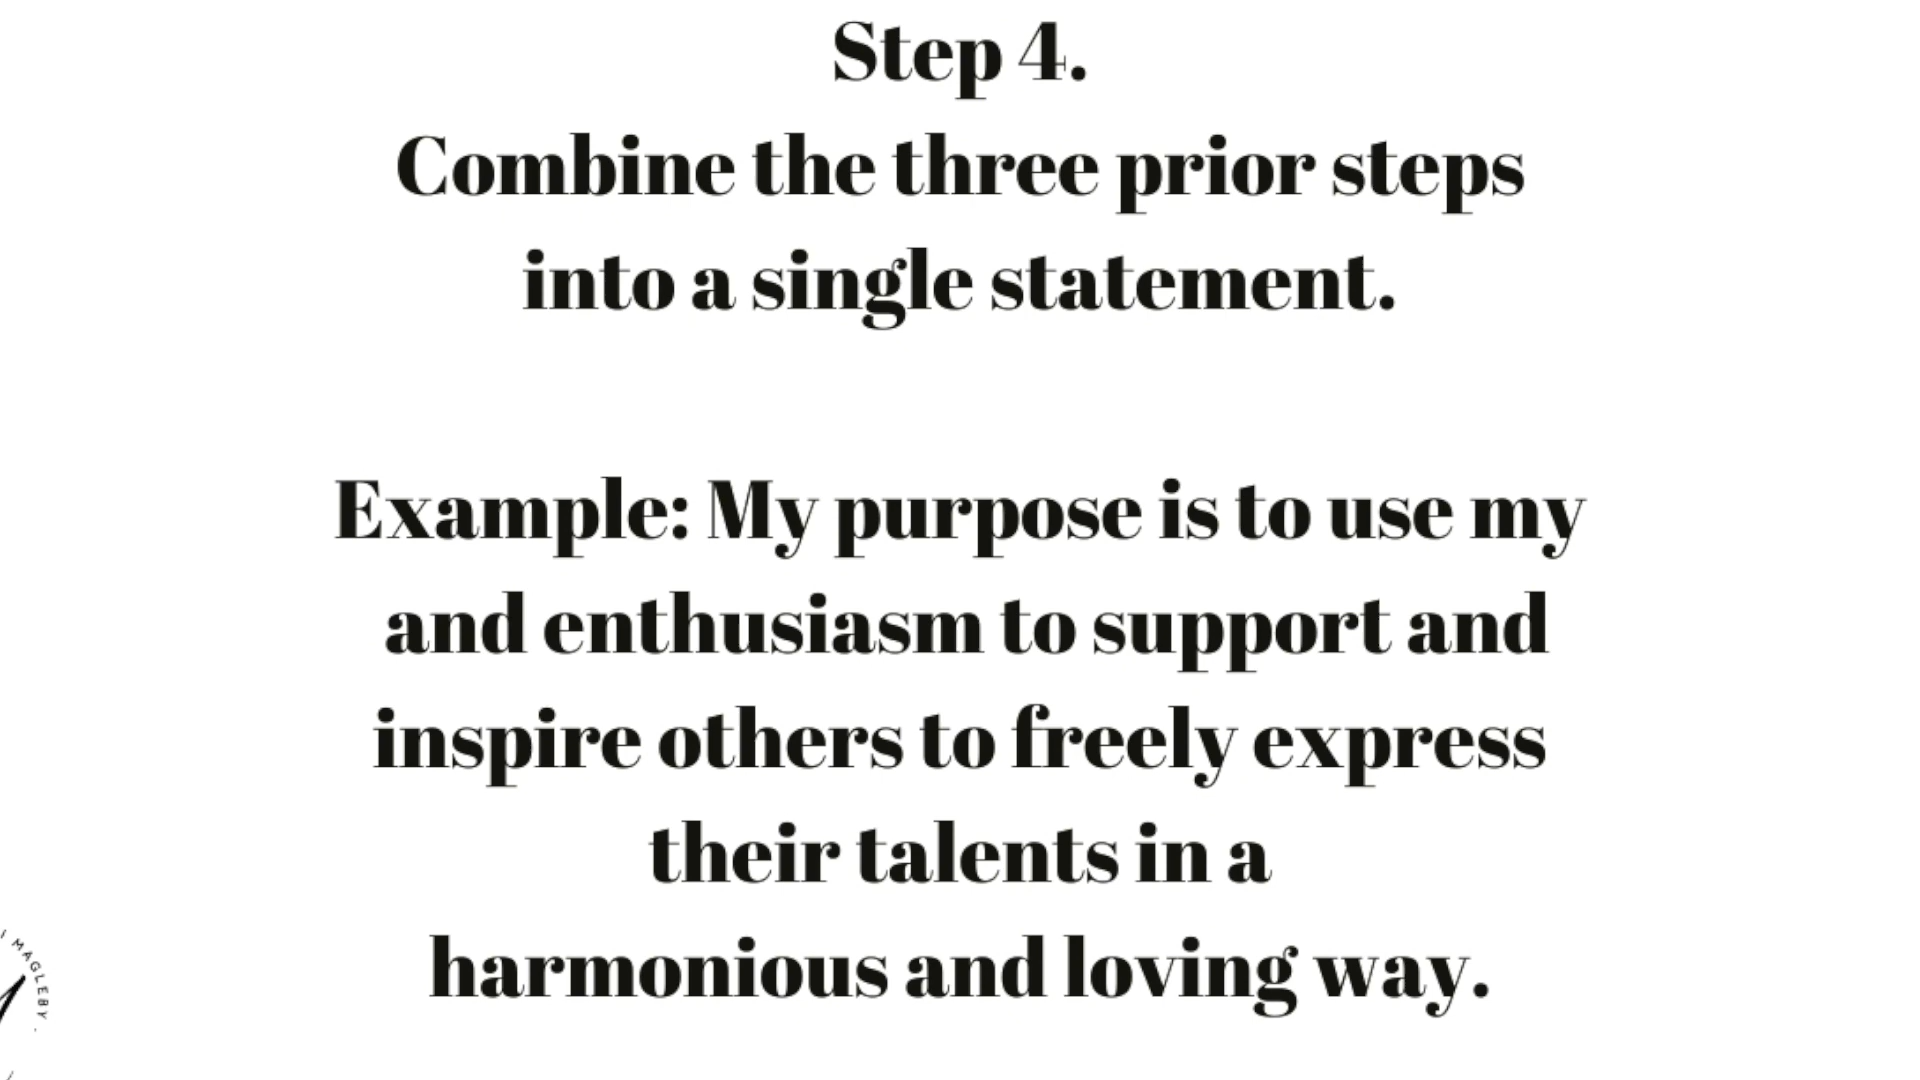 Step 4.
Combine the three prior steps
into a single statement.
Example: My purpose is to use my
and enthusiasm to support and
inspire others to freely express
their talents in a
harmonious and loving way.
MAGLEBY.